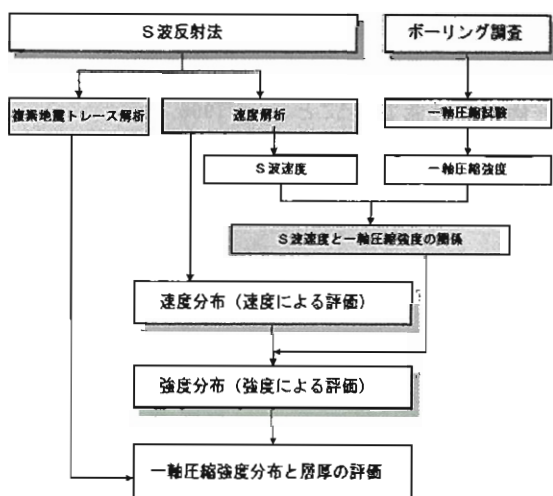 S波反射法
ボーリング調査
複素地震トレース解析
速度解析
一軸圧縮試験
S波速度
一軸圧縮強度
S波速度と一軸圧縮強度の関係
速度分布（速度による評価）
強度分布（強度による評価）
一軸圧縮強度分布と層厚の評価